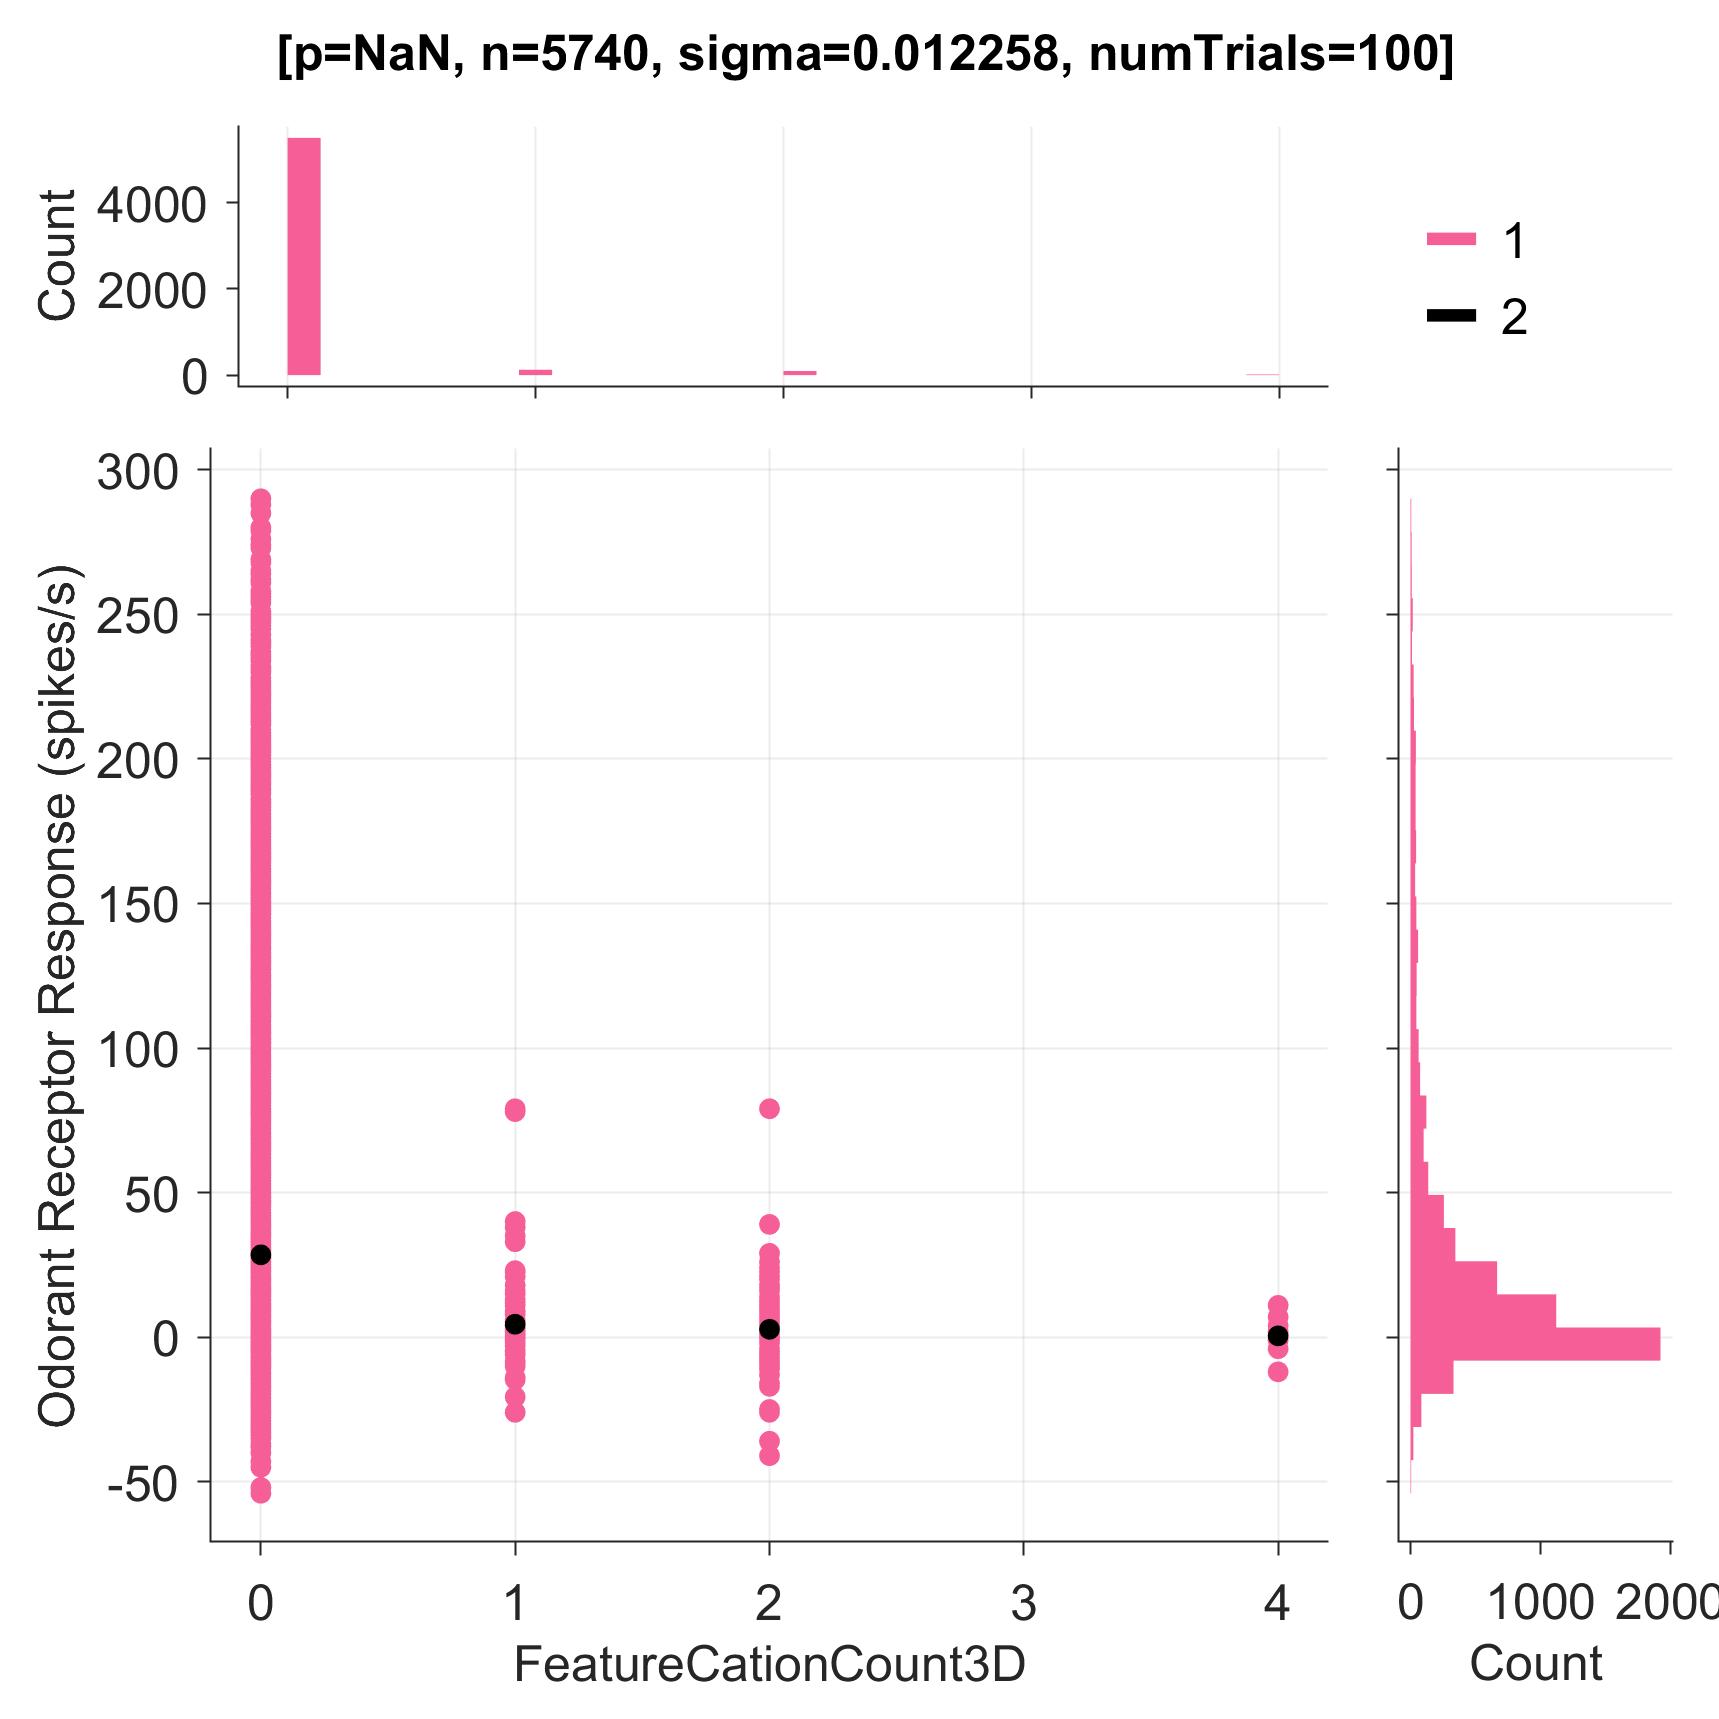 [p=NaN, n=5740, sigma=0.012258, numTrials=100]
Count
4000
2000
0
1
2
Odorant Receptor Response (spikes/s)
300
250
200
150
100
50
0
-50
0 1 2 3 4
FeatureCationCount3D
0 1000 2000
Count